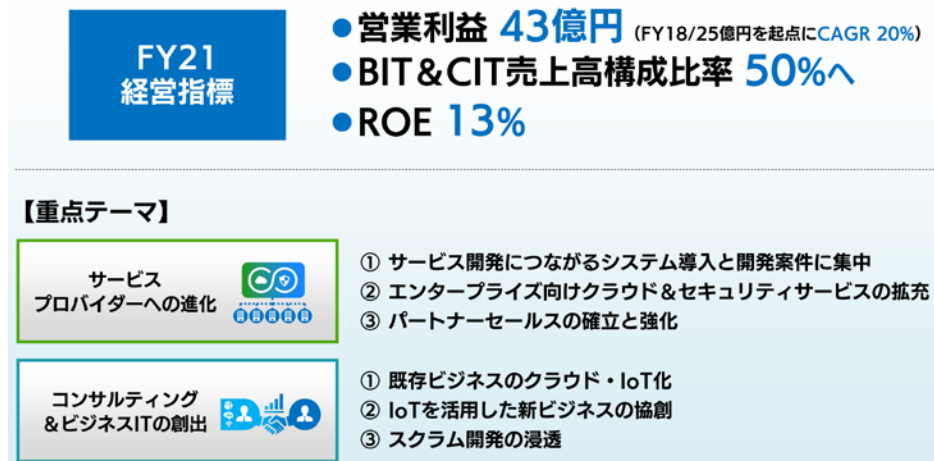 FY21
経営指標
●営業利益 43億円 (FY18/25億円を起点にCAGR 20%)
●BIT&CIT売上高構成比率 50%へ
●ROE 13%
【重点テーマ】
サービス
プロバイダーへの進化
① サービス開発につながるシステム導入と開発案件に集中
② エンタープライズ向けクラウド&セキュリティサービスの拡充
③ パートナーセールスの確立と強化
コンサルティング
&ビジネスITの創出
① 既存ビジネスのクラウド・IoT化
② IoTを活用した新ビジネスの協創
③ スクラム開発の浸透